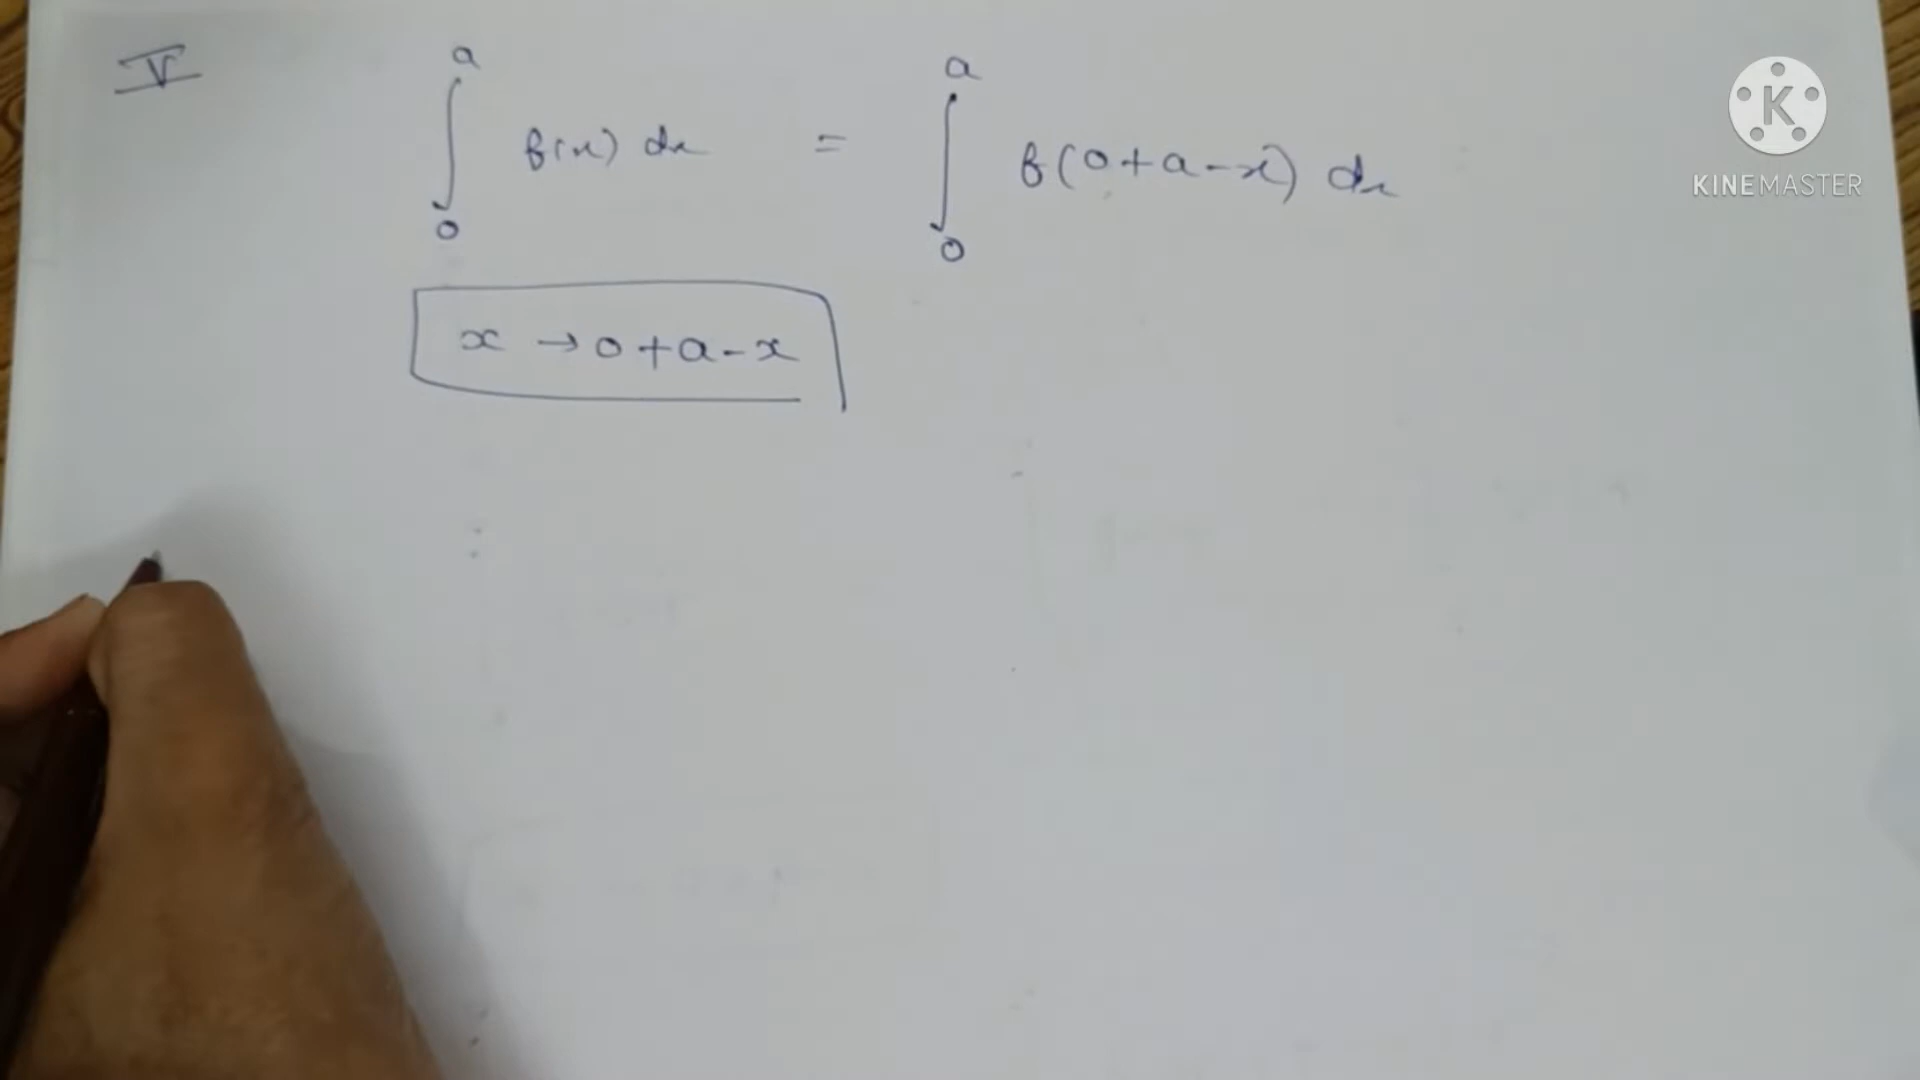 V ∫₀ᵃ f(x) dx = ∫₀ᵃ f(0+a-x) dx
x → 0+a-x
K
KINEMASTER